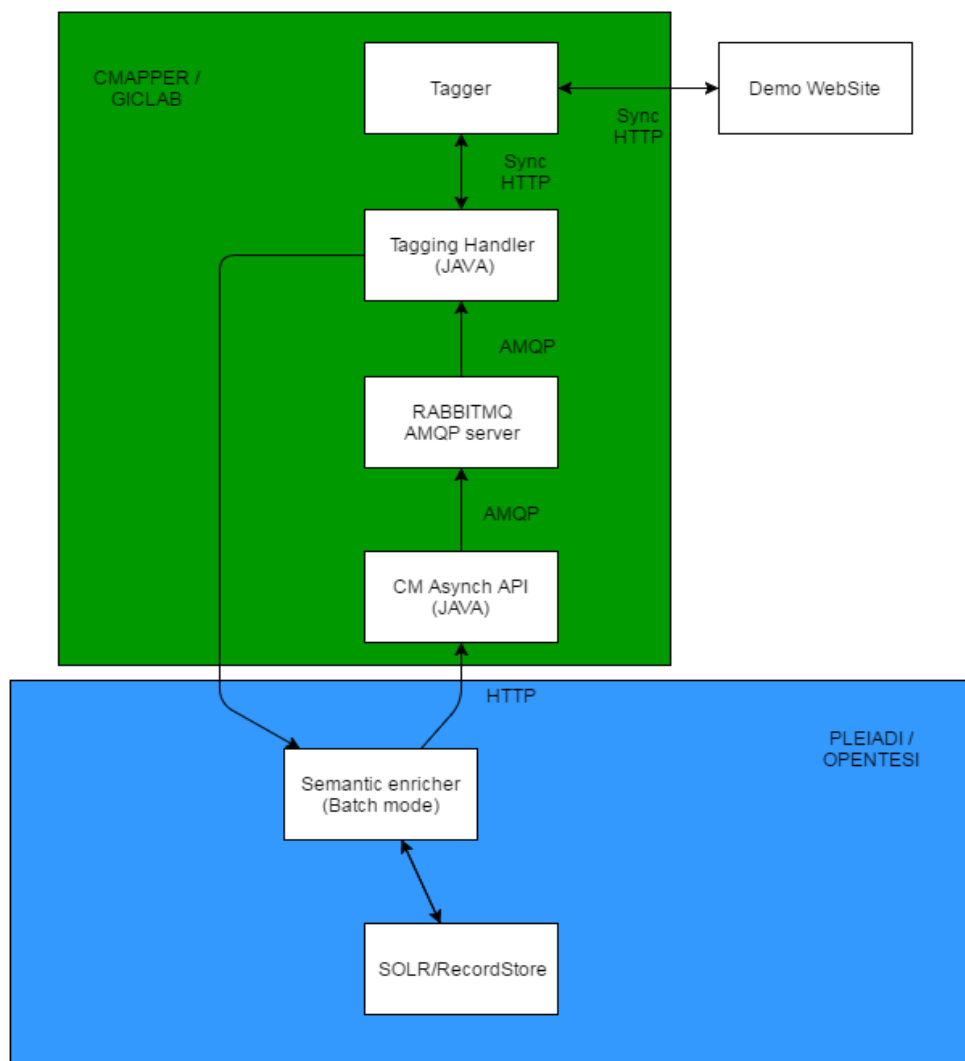 CMAPPER /
GICLAB
Tagger
Demo WebSite
Sync
HTTP
Sync
HTTP
Tagging Handler
(JAVA)
AMQP
RABBITMQ
AMQP server
AMQP
CM Asynch API
(JAVA)
HTTP
PLEIADI /
OPENTESI
Semantic enricher
(Batch mode)
SOLR/RecordStore